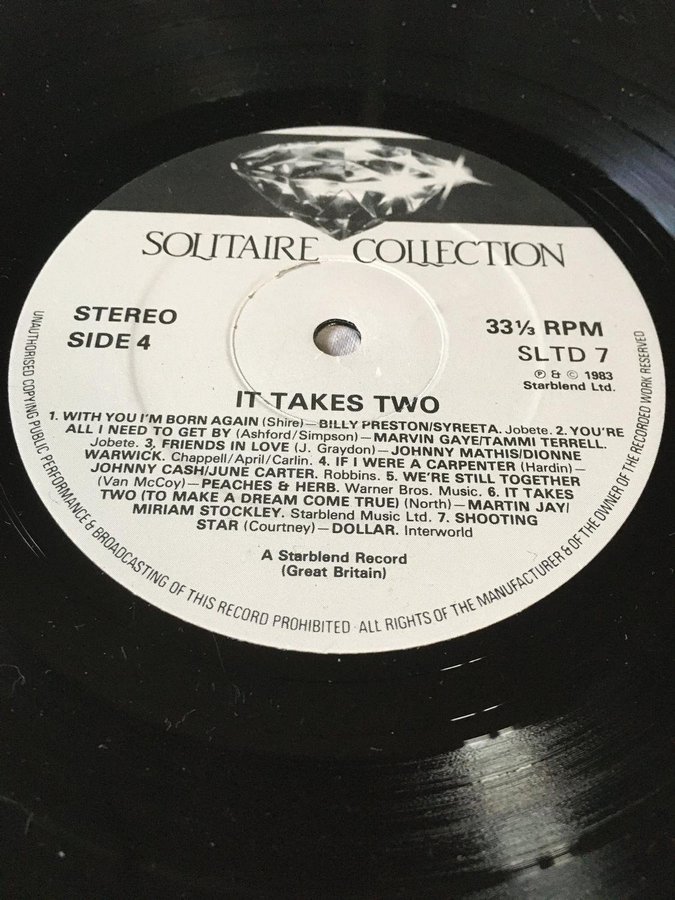 SOLITAIRE COLLECTION
STEREO
SIDE 4
33⅓ RPM
SLTD 7
℗ & © 1983
Starblend Ltd.
IT TAKES TWO
1. WITH YOU I'M BORN AGAIN (Shire)—BILLY PRESTON/SYREETA. Jobete. 2. YOU'RE
ALL I NEED TO GET BY (Ashford/Simpson)—MARVIN GAYE/TAMMI TERRELL.
Jobete. 3. FRIENDS IN LOVE (J. Graydon)—JOHNNY MATHIS/DIONNE
WARWICK. Chappell/April/Carlin. 4. IF I WERE A CARPENTER (Hardin)—
JOHNNY CASH/JUNE CARTER. Robbins. 5. WE'RE STILL TOGETHER
(Van McCoy)—PEACHES & HERB. Warner Bros. Music. 6. IT TAKES
TWO (TO MAKE A DREAM COME TRUE) (North)—MARTIN JAY/
MIRIAM STOCKLEY. Starblend Music Ltd. 7. SHOOTING
STAR (Courtney)—DOLLAR. Interworld
A Starblend Record
(Great Britain)
UNAUTHORISED COPYING PUBLIC PERFORMANCE & BROADCASTING OF THIS RECORD PROHIBITED · ALL RIGHTS OF THE MANUFACTURER & OF THE OWNER OF THE RECORDED WORK RESERVED